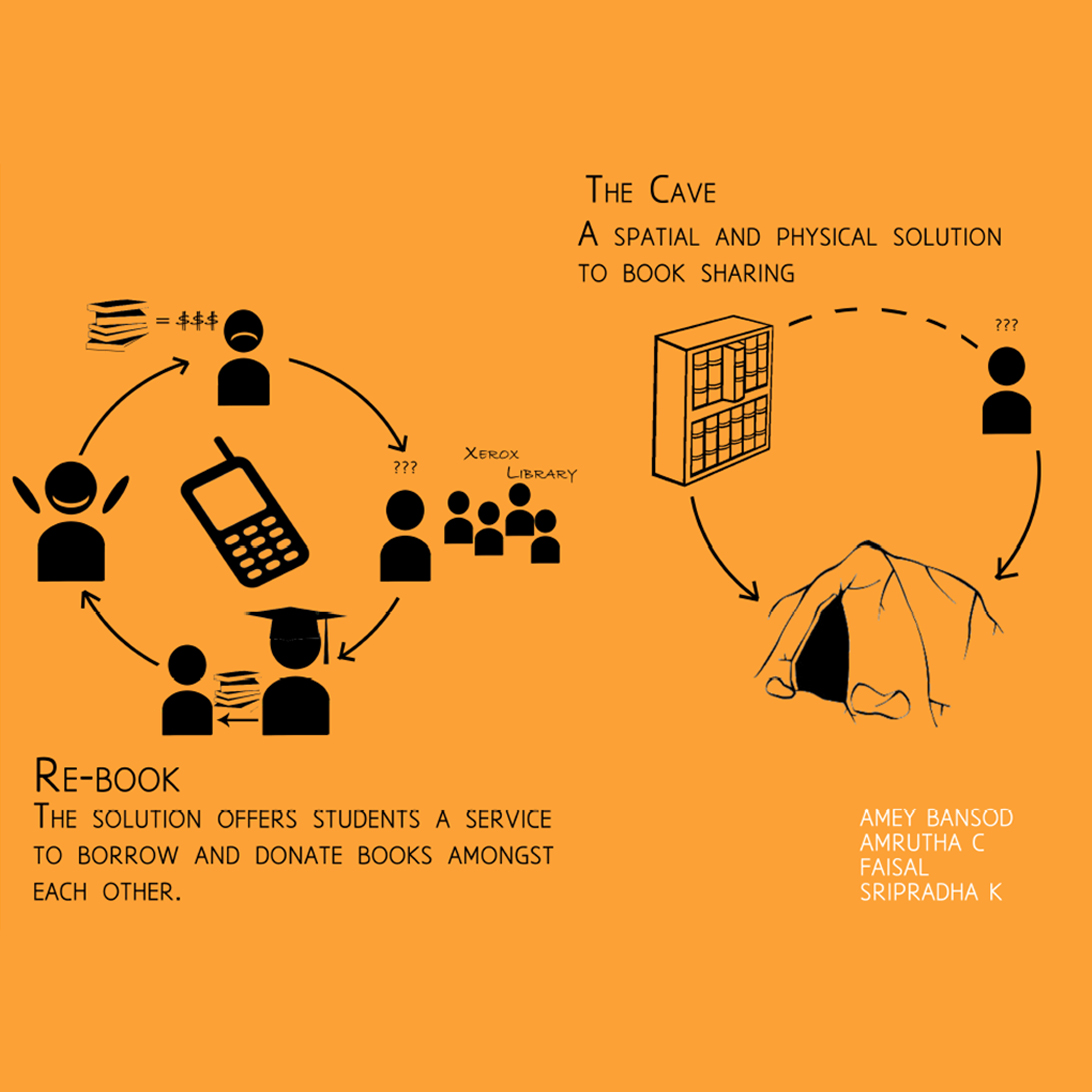 The Cave
A spatial and physical solution
to book sharing
= $$$
???
???
Xerox
Library
Re-book
The solution offers students a service
to borrow and donate books amongst
each other.
AMEY BANSOD
AMRUTHA C
FAISAL
SRIPRADHA K